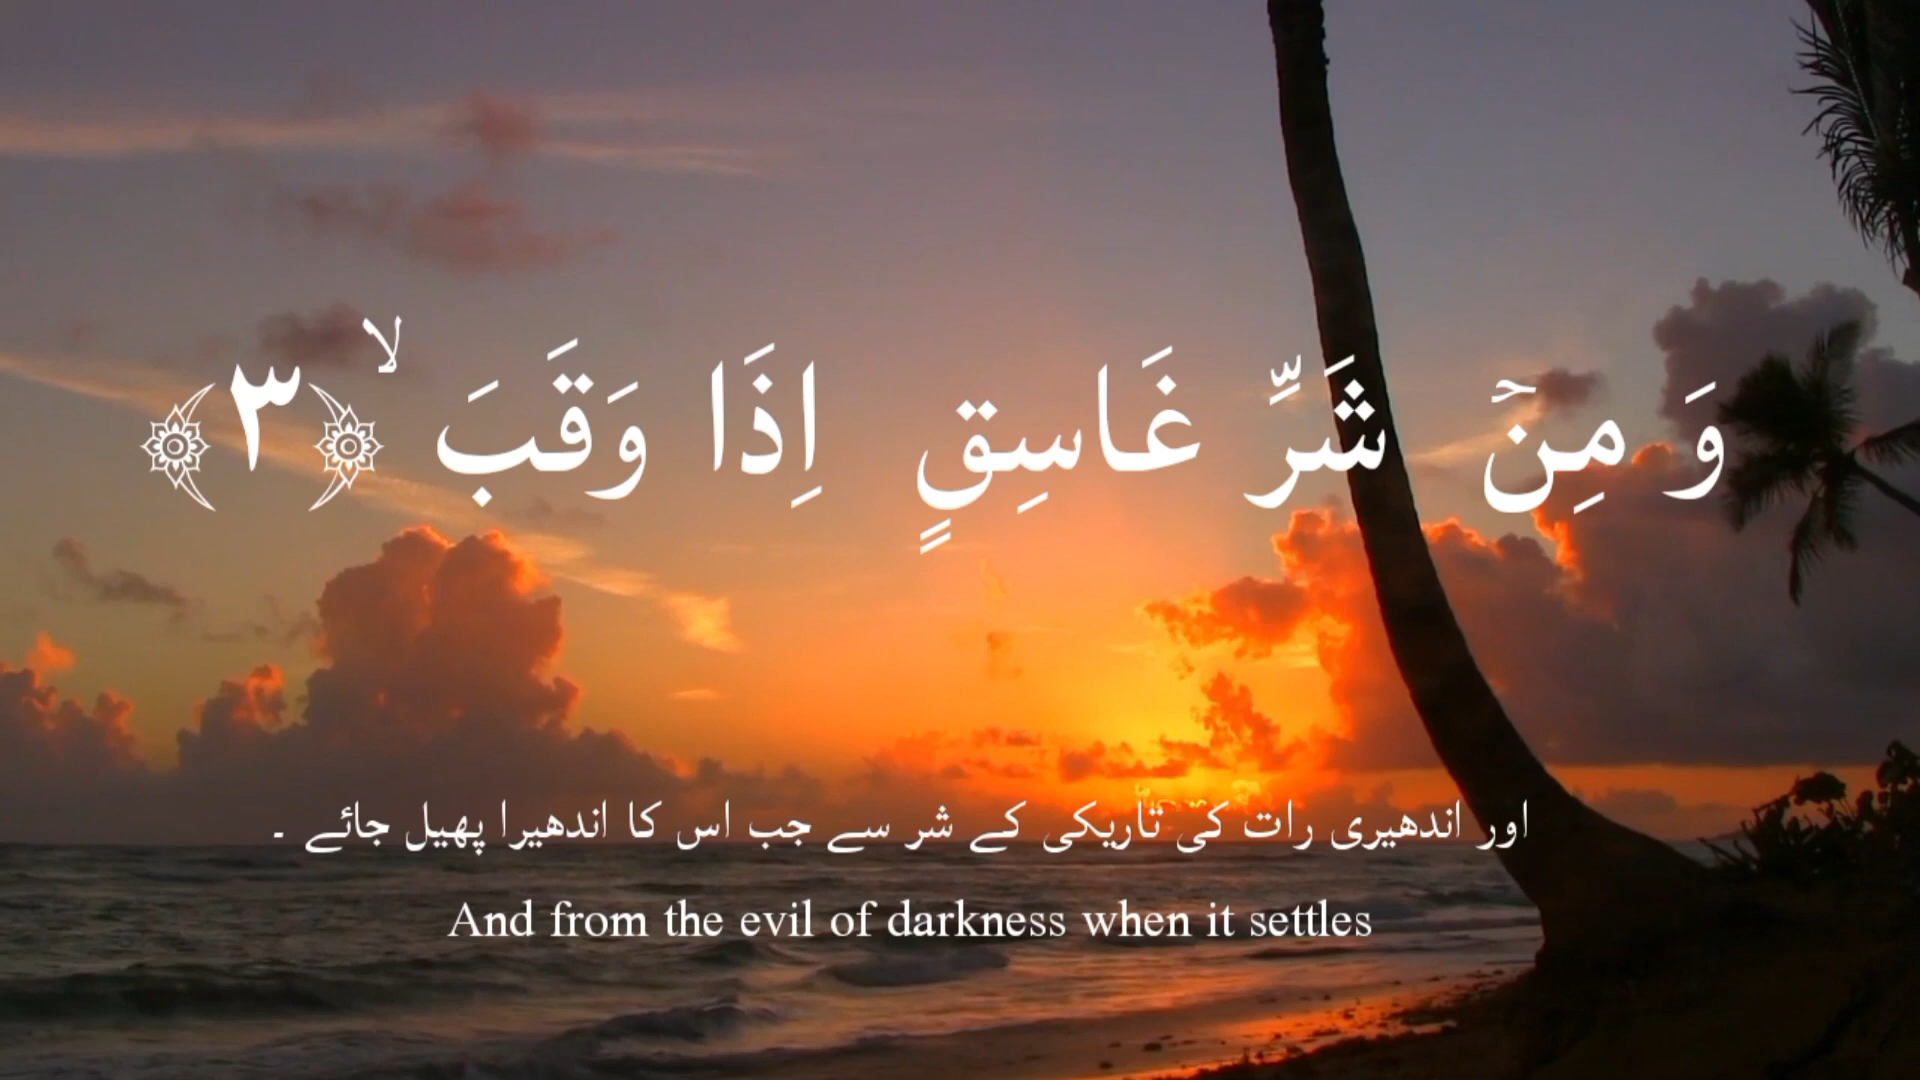 وَ مِنۡ شَرِّ غَاسِقٍ اِذَا وَقَبَ ۙ﴿۳﴾
اور اندھیری رات کی تاریکی کے شر سے جب اس کا اندھیرا پھیل جائے ۔
And from the evil of darkness when it settles